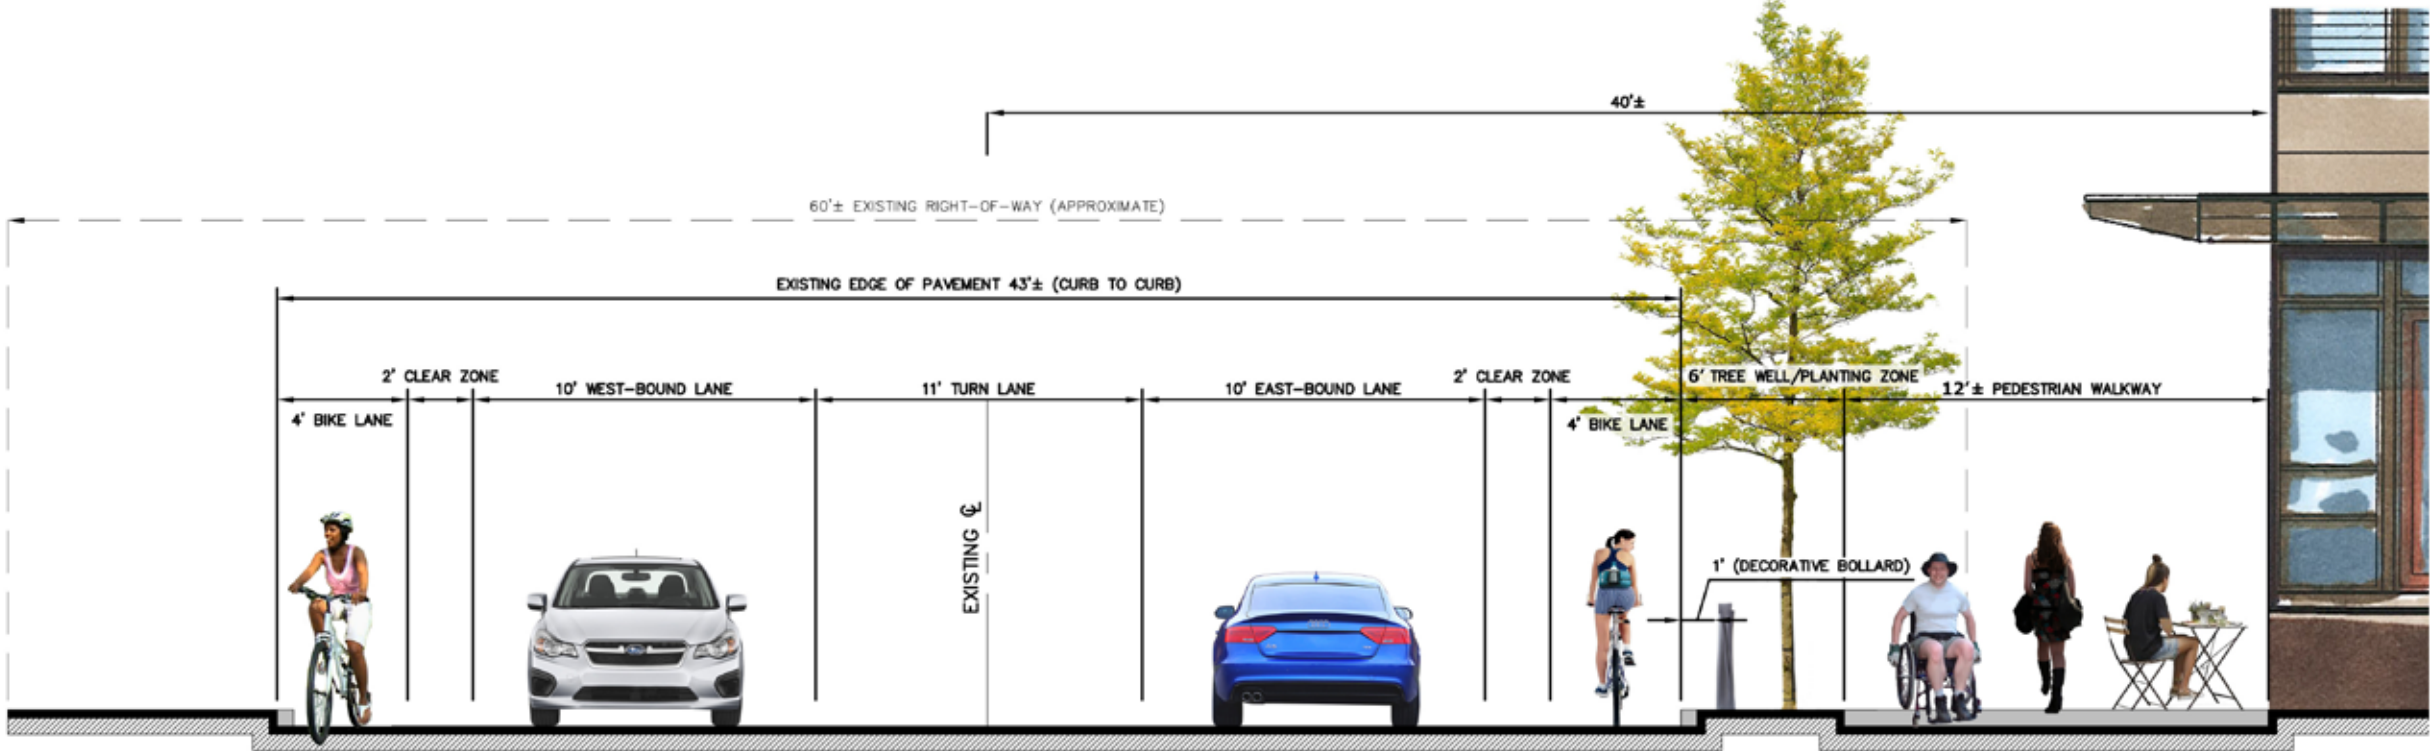 40'±
60'± EXISTING RIGHT-OF-WAY (APPROXIMATE)
EXISTING EDGE OF PAVEMENT 43'± (CURB TO CURB)
2' CLEAR ZONE
10' WEST-BOUND LANE
11' TURN LANE
10' EAST-BOUND LANE
2' CLEAR ZONE
6' TREE WELL/PLANTING ZONE
12'± PEDESTRIAN WALKWAY
4' BIKE LANE
4' BIKE LANE
EXISTING ℄
1' (DECORATIVE BOLLARD)